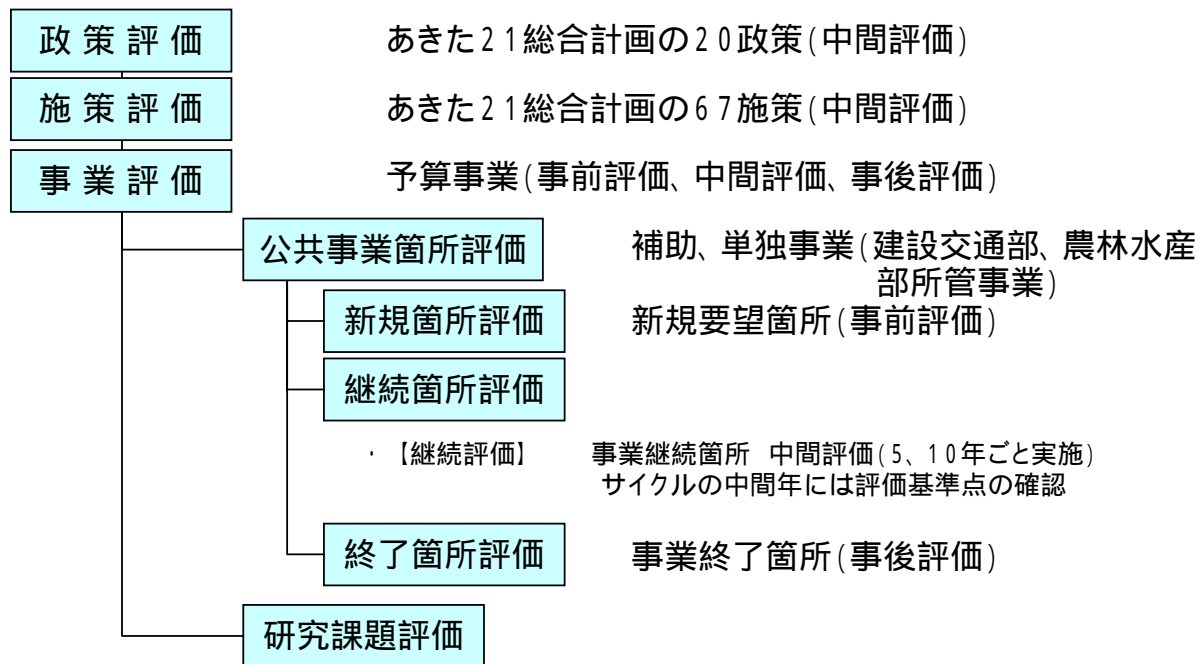 政策評価 あきた21総合計画の20政策(中間評価)
施策評価 あきた21総合計画の67施策(中間評価)
事業評価 予算事業(事前評価、中間評価、事後評価)
公共事業箇所評価 補助、単独事業(建設交通部、農林水産
部所管事業)
新規箇所評価 新規要望箇所(事前評価)
継続箇所評価
・【継続評価】 事業継続箇所 中間評価(5、10年ごと実施)
サイクルの中間年には評価基準点の確認
終了箇所評価 事業終了箇所(事後評価)
研究課題評価